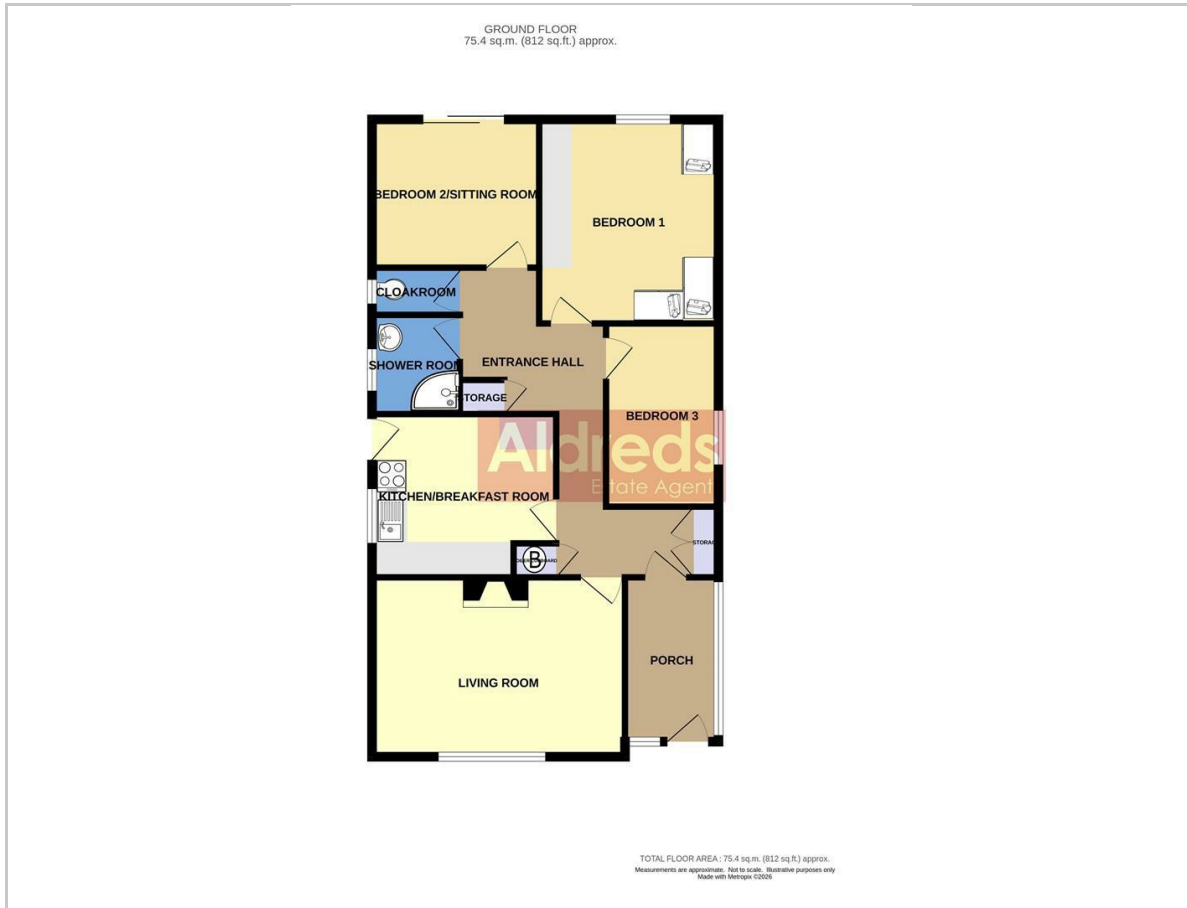 GROUND FLOOR
75.4 sq.m. (812 sq.ft.) approx.
BEDROOM 2/SITTING ROOM
BEDROOM 1
CLOAKROOM
SHOWER ROOM
ENTRANCE HALL
STORAGE
BEDROOM 3
Aldreds
Estate Agent
KITCHEN/BREAKFAST ROOM
STORAG
B
PORCH
LIVING ROOM
TOTAL FLOOR AREA : 75.4 sq.m. (812 sq.ft.) approx.
Measurements are approximate. Not to scale. Illustrative purposes only
Made with Metropix ©2026